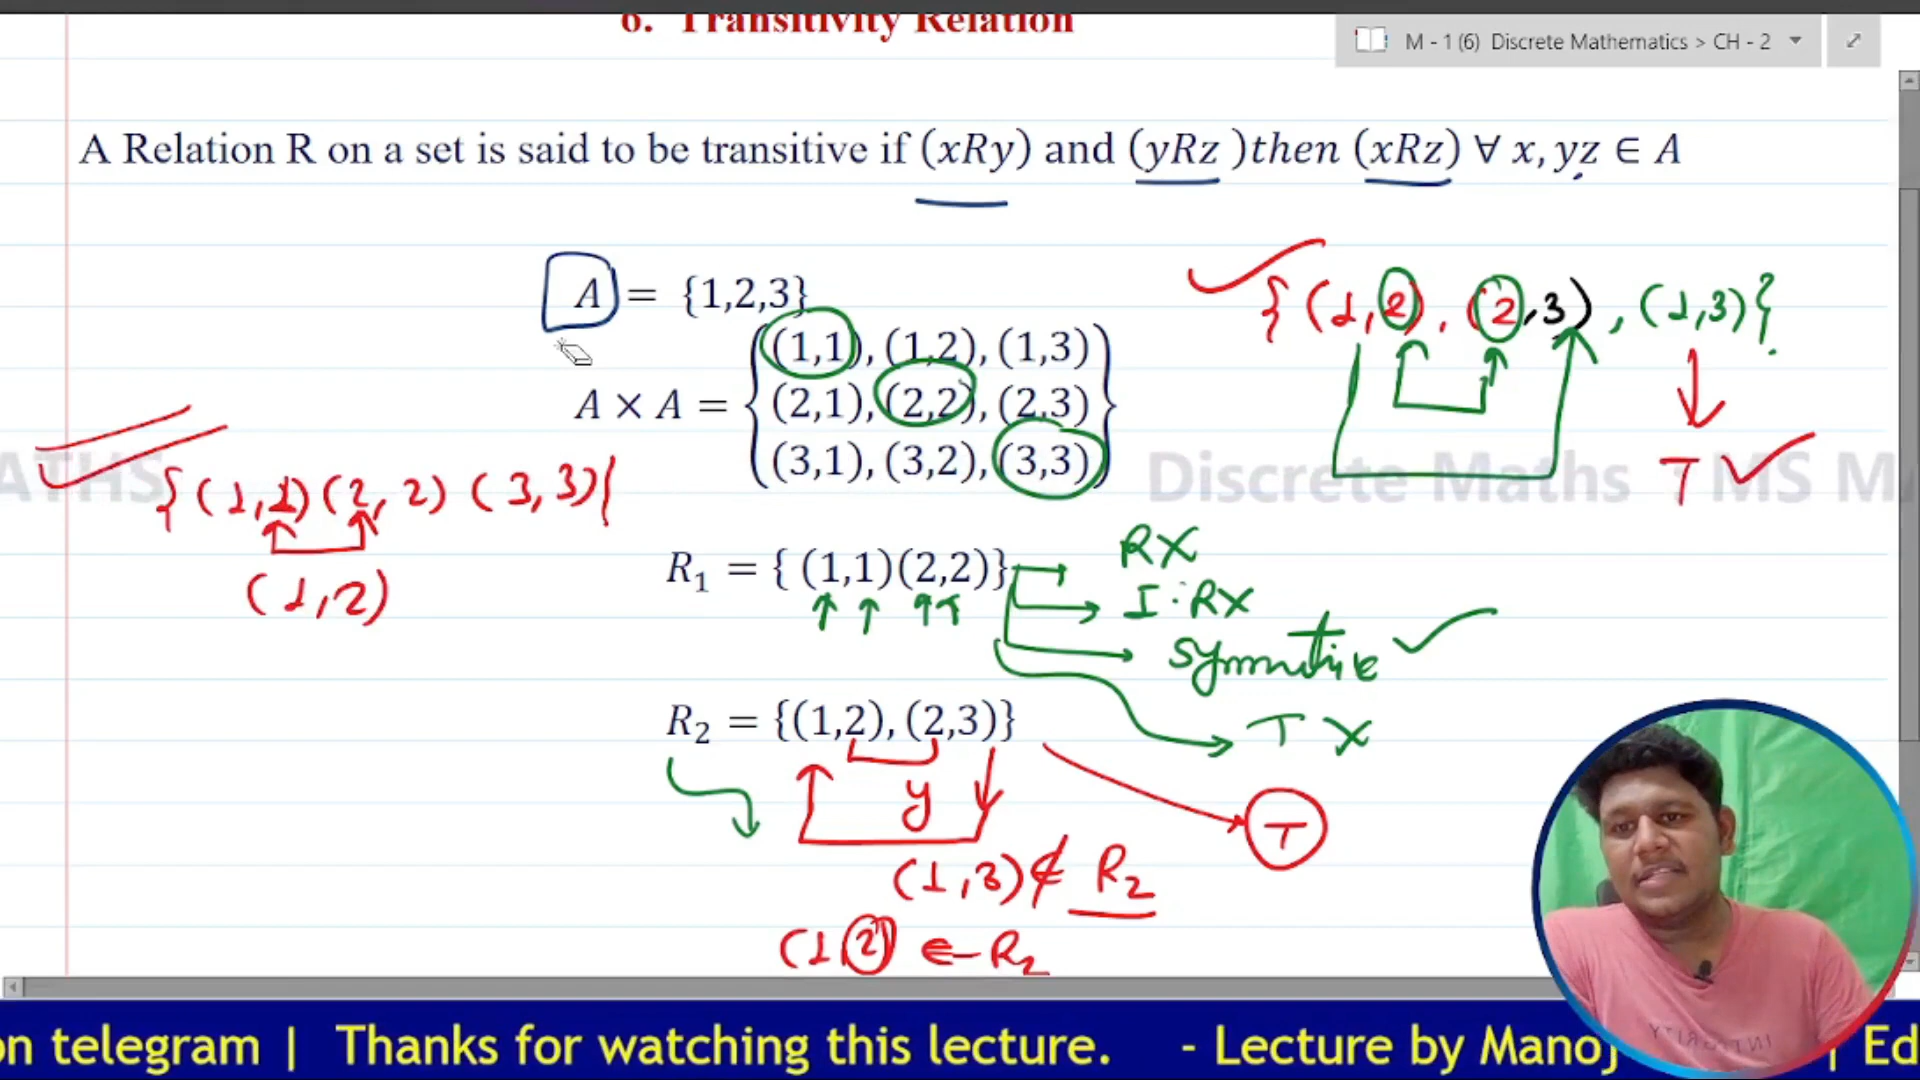 6. Transitivity Relation
M - 1 (6) Discrete Mathematics > CH - 2
A Relation R on a set is said to be transitive if (xRy) and (yRz )then (xRz) ∀ x, yz ∈ A
A = {1,2,3}
{(1,2), (2,3), (1,3)}
A × A = {(1,1), (1,2), (1,3)
(2,1), (2,2), (2,3)
(3,1), (3,2), (3,3)}
T
ATHS
Discrete Maths
MS M
{(1,1)(2,2)(3,3)}
(1,2)
R₁ = { (1,1)(2,2)}
RX
I:RX
symmetive
T X
R₂ = {(1,2), (2,3)}
y
T
(1,3) ∉ R₂
(1,2) ∈ R₂
on telegram | Thanks for watching this lecture. - Lecture by Manoj | Ed